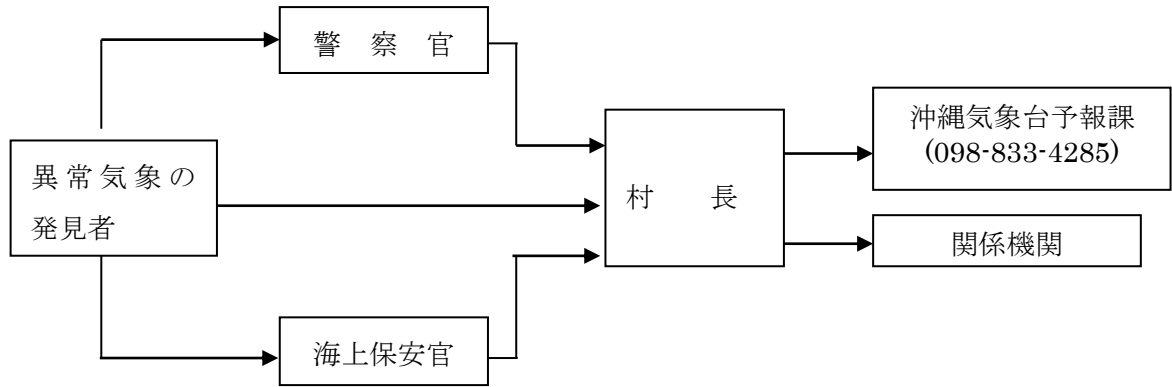 警察官
異常気象の
発見者
村長
沖縄気象台予報課
(098-833-4285)
関係機関
海上保安官